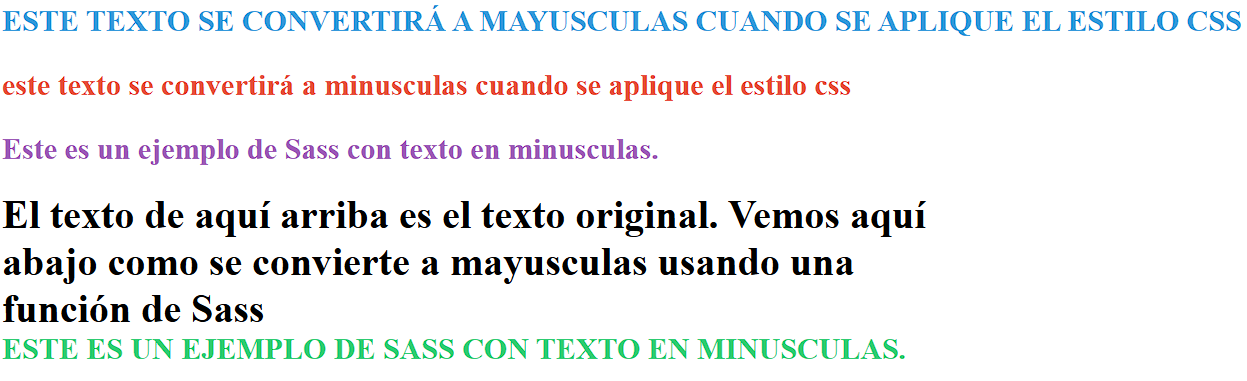 ESTE TEXTO SE CONVERTIRÁ A MAYUSCULAS CUANDO SE APLIQUE EL ESTILO CSS
este texto se convertirá a minusculas cuando se aplique el estilo css
Este es un ejemplo de Sass con texto en minusculas.
El texto de aquí arriba es el texto original. Vemos aquí
abajo como se convierte a mayusculas usando una
función de Sass
ESTE ES UN EJEMPLO DE SASS CON TEXTO EN MINUSCULAS.